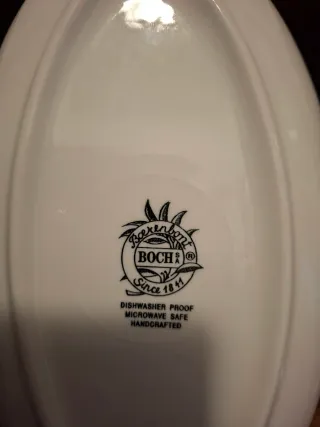 Boerenbont
BOCH S A ®
Since 1841
DISHWASHER PROOF
MICROWAVE SAFE
HANDCRAFTED